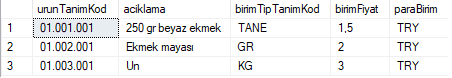 urunTanimKod aciklama birimTipTanimKod birimFiyat paraBirim
1 01.001.001 250 gr beyaz ekmek TANE 1,5 TRY
2 01.002.001 Ekmek mayası GR 2 TRY
3 01.003.001 Un KG 3 TRY